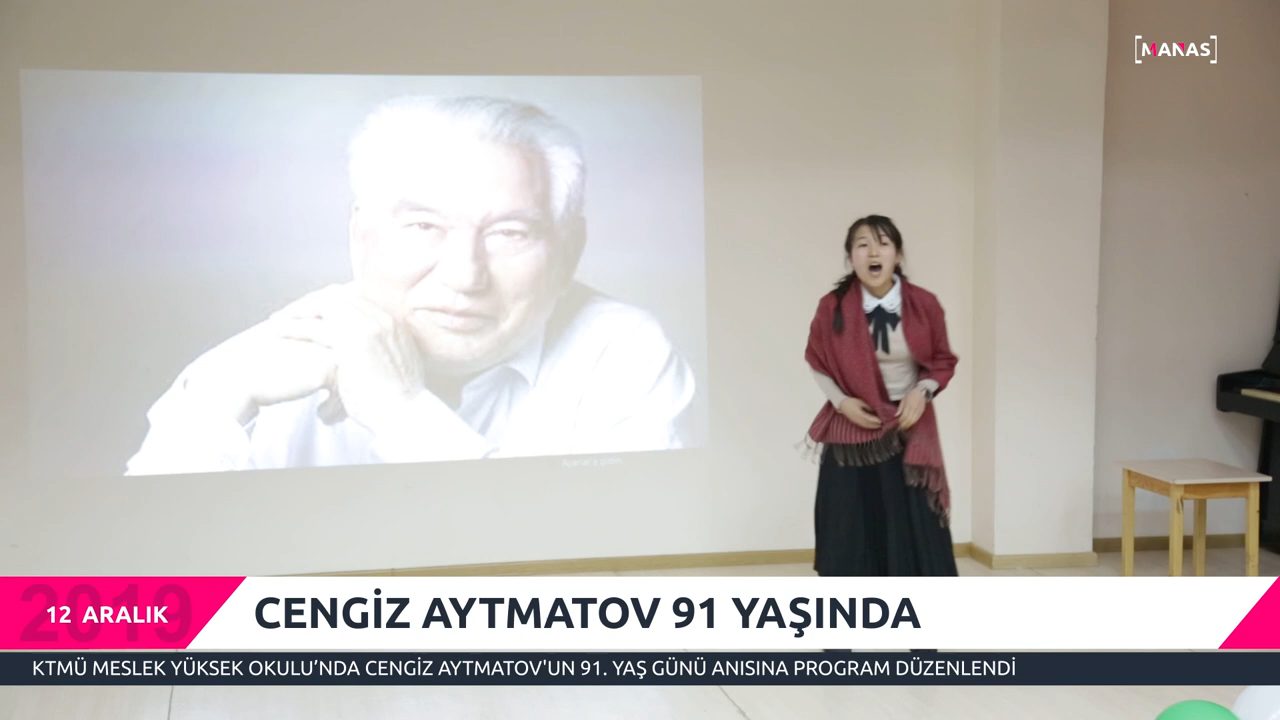 [MANAS]
2019
12 ARALIK
CENGİZ AYTMATOV 91 YAŞINDA
KTMÜ MESLEK YÜKSEK OKULU’NDA CENGİZ AYTMATOV'UN 91. YAŞ GÜNÜ ANISINA PROGRAM DÜZENLENDİ